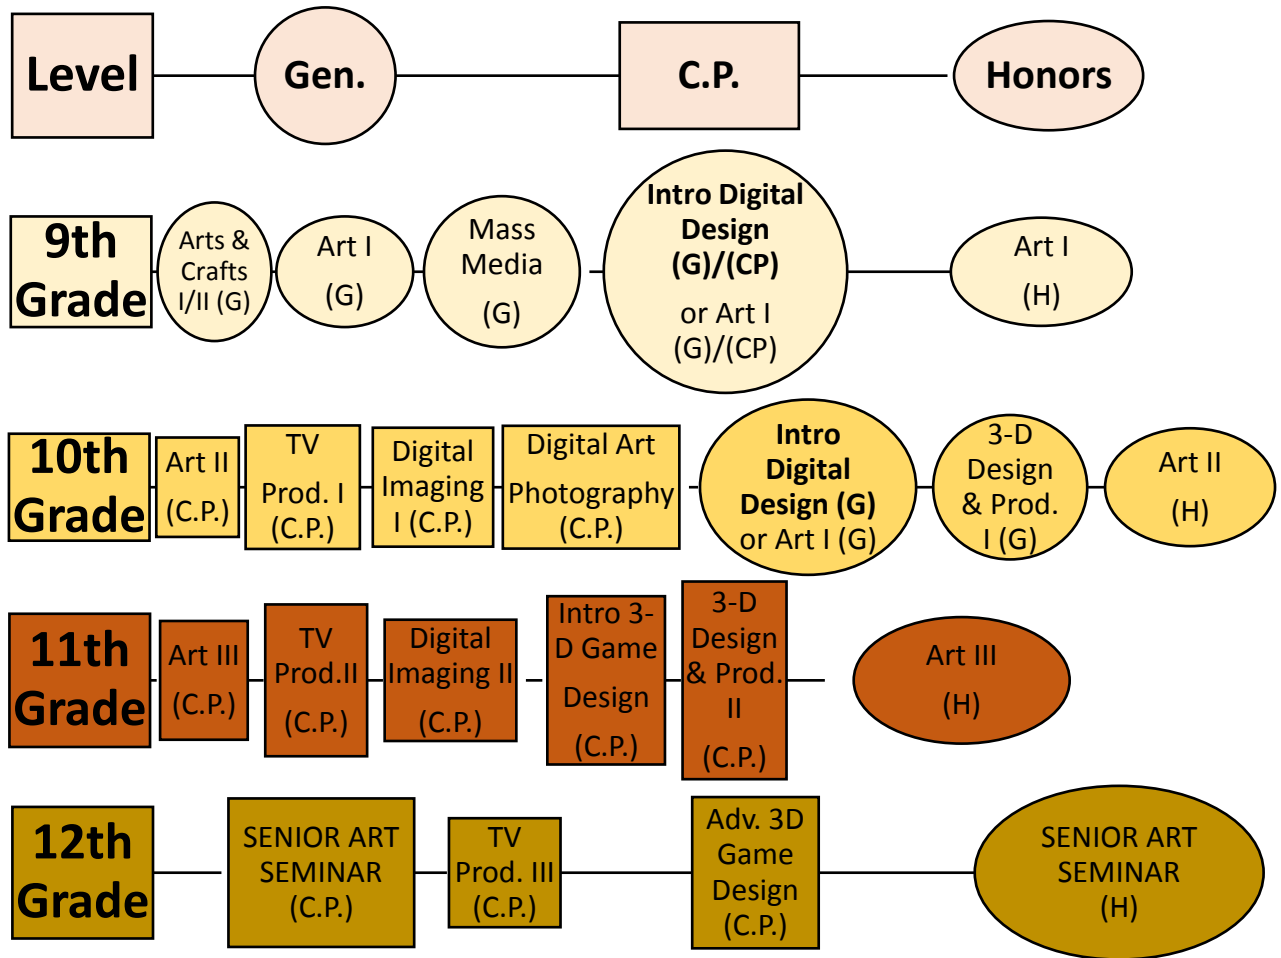 Level
Gen.
C.P.
Honors
9th
Grade
Arts &
Crafts
I/II (G)
Art I
(G)
Mass
Media
(G)
Intro Digital
Design
(G)/(CP)
or Art I
(G)/(CP)
Art I
(H)
10th
Grade
Art II
(C.P.)
TV
Prod. I
(C.P.)
Digital
Imaging
I (C.P.)
Digital Art
Photography
(C.P.)
Intro
Digital
Design (G)
or Art I (G)
3-D
Design
& Prod.
I (G)
Art II
(H)
11th
Grade
Art III
(C.P.)
TV
Prod.II
(C.P.)
Digital
Imaging II
(C.P.)
Intro 3-
D Game
Design
(C.P.)
3-D
Design
& Prod.
II
(C.P.)
Art III
(H)
12th
Grade
SENIOR ART
SEMINAR
(C.P.)
TV
Prod. III
(C.P.)
Adv. 3D
Game
Design
(C.P.)
SENIOR ART
SEMINAR
(H)